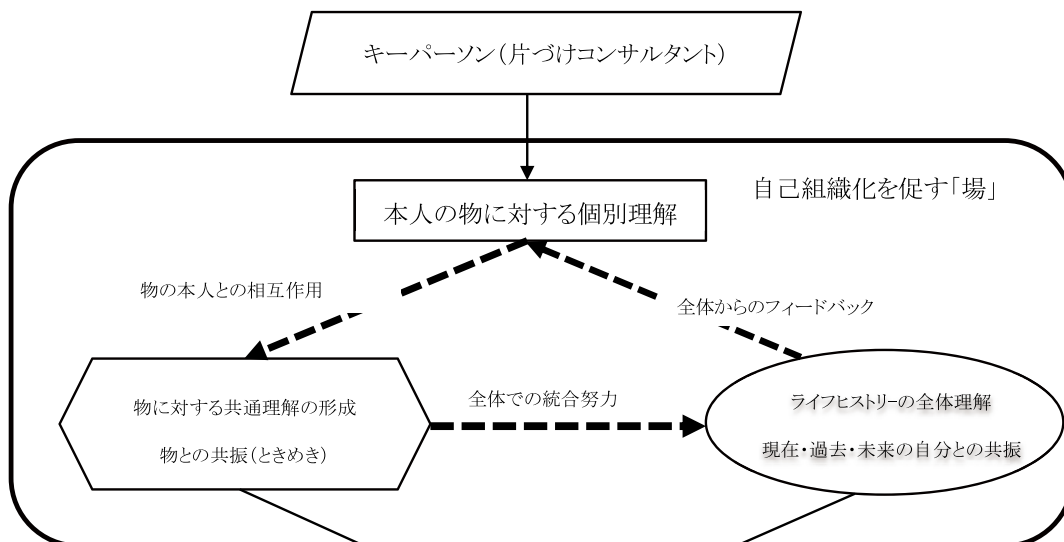 キーパーソン（片づけコンサルタント）
自己組織化を促す「場」
本人の物に対する個別理解
物の本人との相互作用
全体からのフィードバック
物に対する共通理解の形成
物との共振（ときめき）
全体での統合努力
ライフヒストリーの全体理解
現在・過去・未来の自分との共振